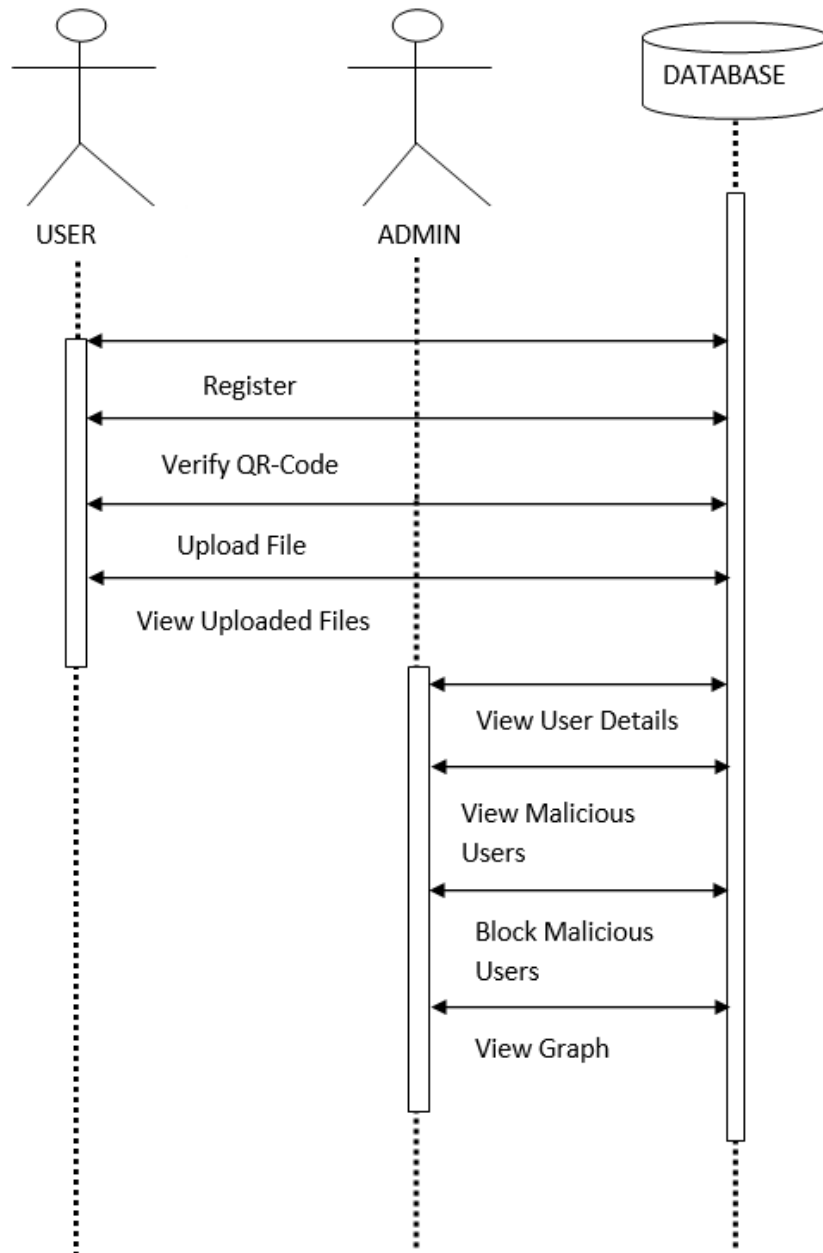 DATABASE
USER
ADMIN
Register
Verify QR-Code
Upload File
View Uploaded Files
View User Details
View Malicious
Users
Block Malicious
Users
View Graph